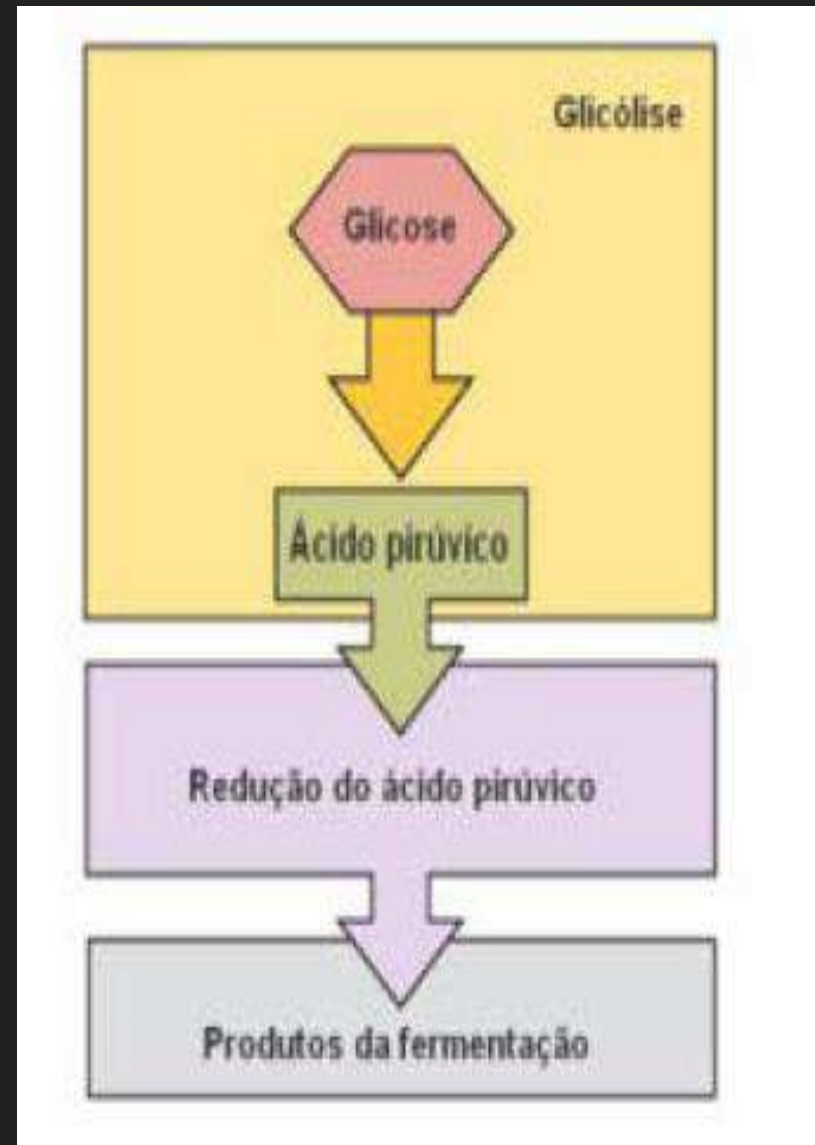 Glicólise
Glicose
Ácido pirúvico
Redução do ácido pirúvico
Produtos da fermentação